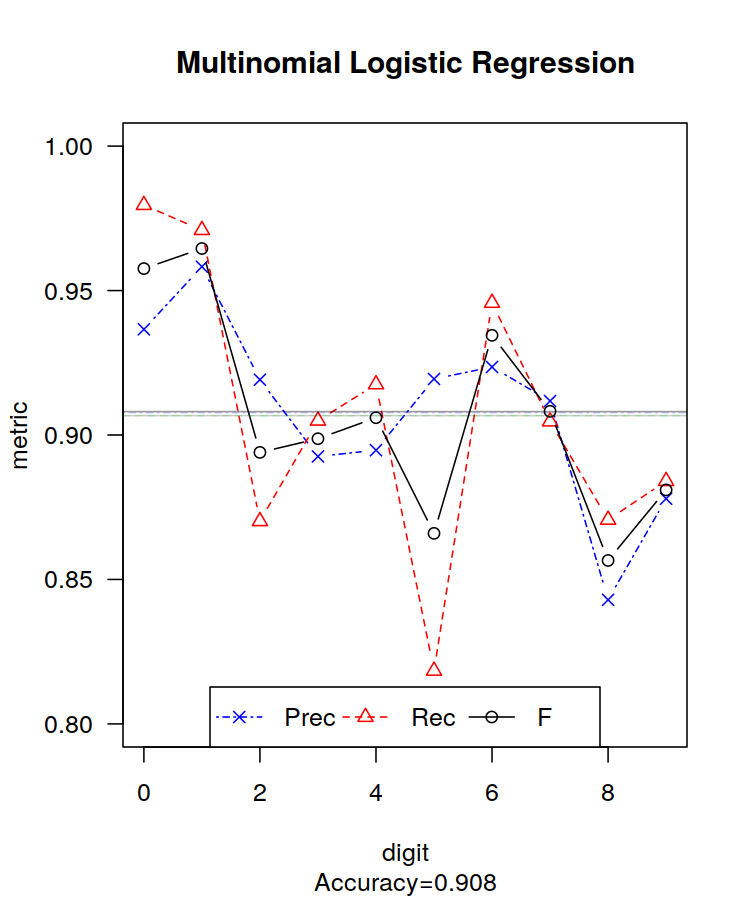 Multinomial Logistic Regression
1.00
0.95
0.90
0.85
0.80
metric
Prec Rec F
0 2 4 6 8
digit
Accuracy=0.908